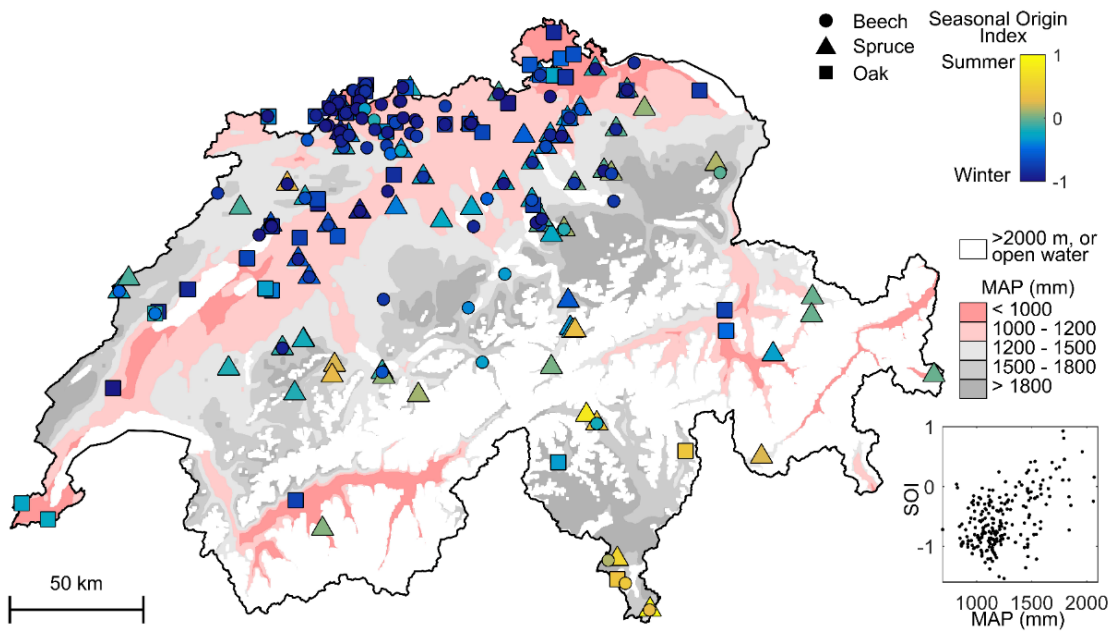 Beech
Spruce
Oak
Seasonal Origin
Index
Summer
Winter
1
0
-1
>2000 m, or
open water
MAP (mm)
< 1000
1000 - 1200
1200 - 1500
1500 - 1800
> 1800
50 km
1
0
-1
SOI
1000 1500 2000
MAP (mm)